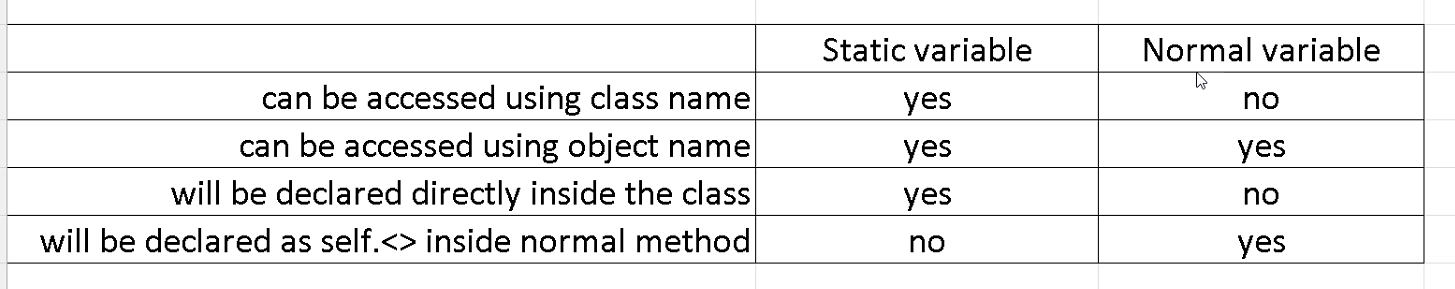 Static variable Normal variable
can be accessed using class name yes no
can be accessed using object name yes yes
will be declared directly inside the class yes no
will be declared as self.<> inside normal method no yes